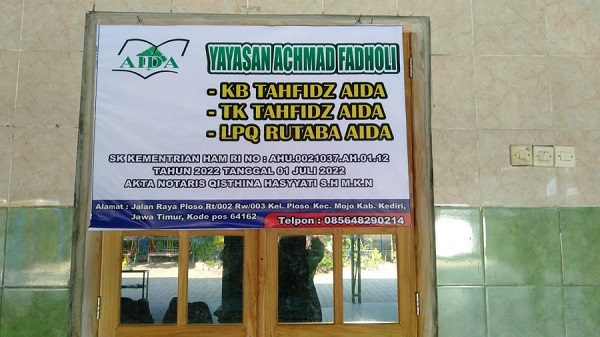 AIDA
YAYASAN ACHMAD FADHOLI
- KB TAHFIDZ AIDA
- TK TAHFIDZ AIDA
- LPQ RUTABA AIDA
SK KEMENTRIAN HAM RI NO : AHU.0021037.AH.01.12
TAHUN 2022 TANGGAL 01 JULI 2022
AKTA NOTARIS QISTHINA HASYYATI S.H M.K.N
Alamat : Jalan Raya Ploso Rt/002 Rw/003 Kel. Ploso Kec. Mojo Kab. Kediri,
Jawa Timur, Kode pos 64162
Telpon : 085648290214